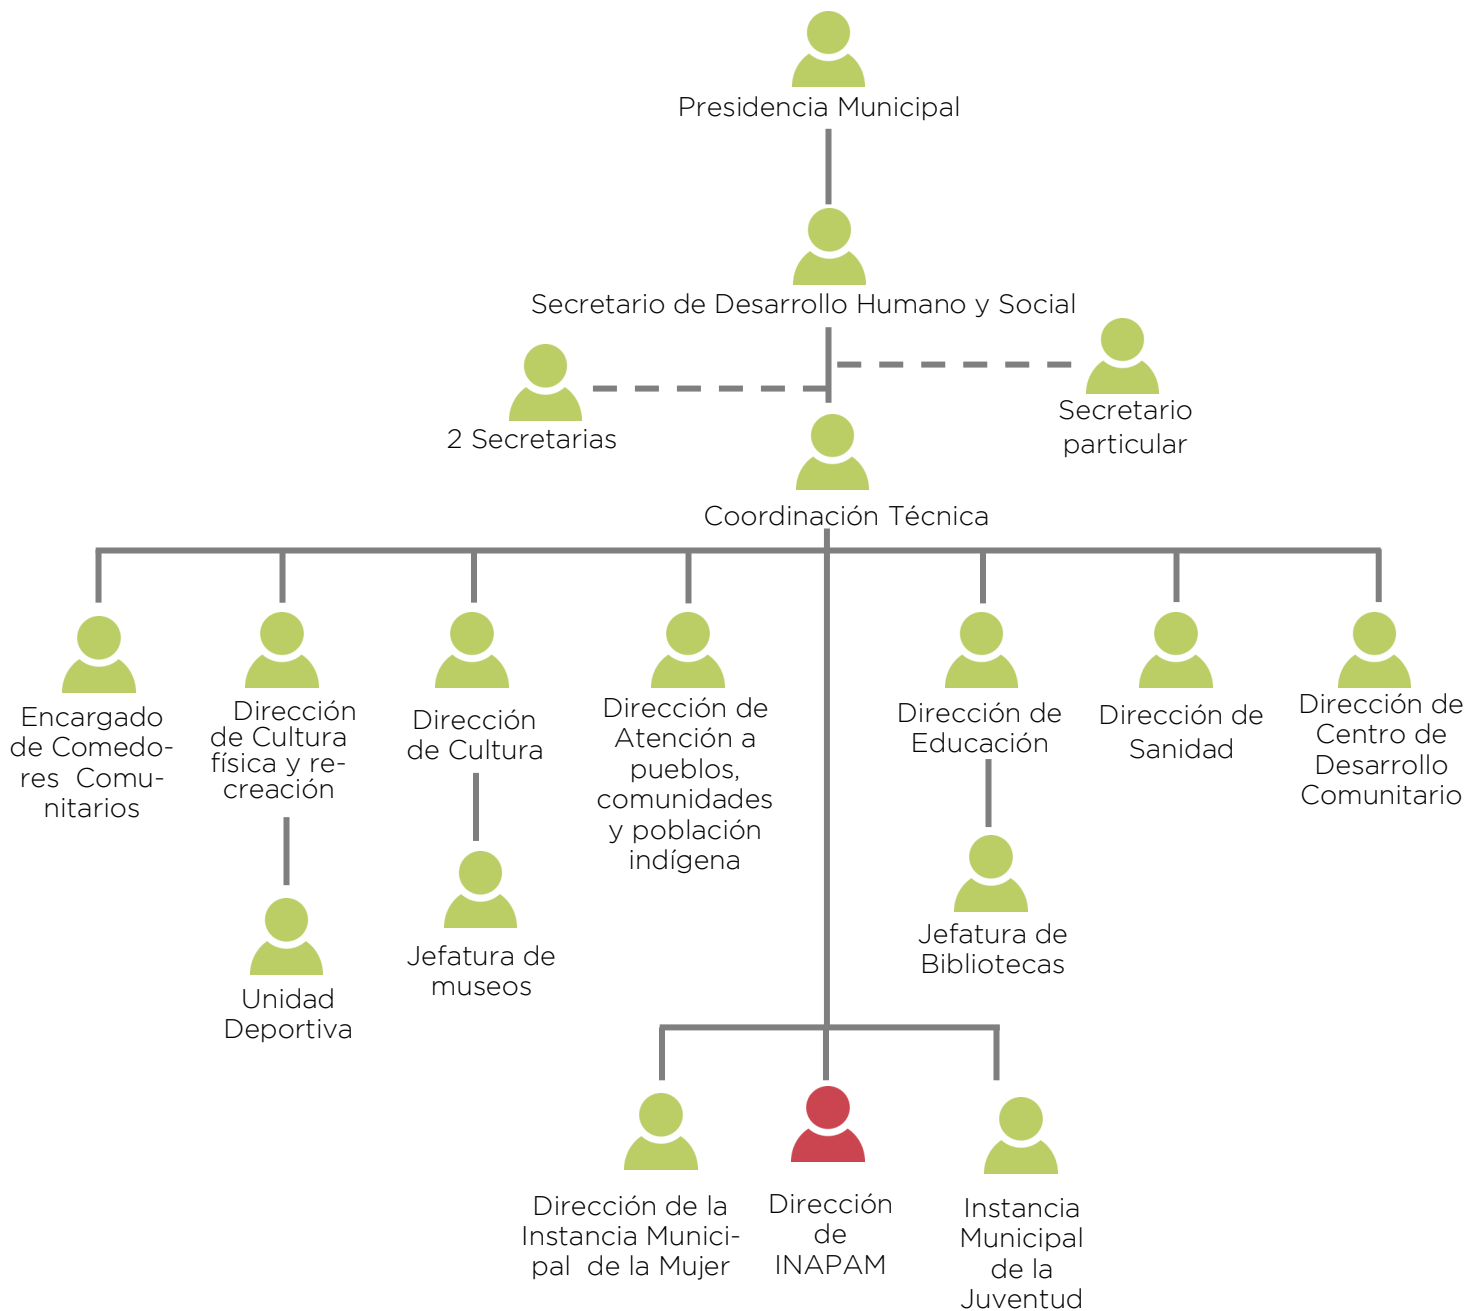 Presidencia Municipal
Secretario de Desarrollo Humano y Social
2 Secretarias
Secretario
particular
Coordinación Técnica
Encargado
de Comedo-
res Comu-
nitarios
Dirección
de Cultura
física y re-
creación
Dirección
de Cultura
Dirección de
Atención a
pueblos,
comunidades
y población
indígena
Dirección de
Educación
Dirección de
Sanidad
Dirección de
Centro de
Desarrollo
Comunitario
Unidad
Deportiva
Jefatura de
museos
Jefatura de
Bibliotecas
Dirección de la
Instancia Munici-
pal de la Mujer
Dirección
de
INAPAM
Instancia
Municipal
de la
Juventud